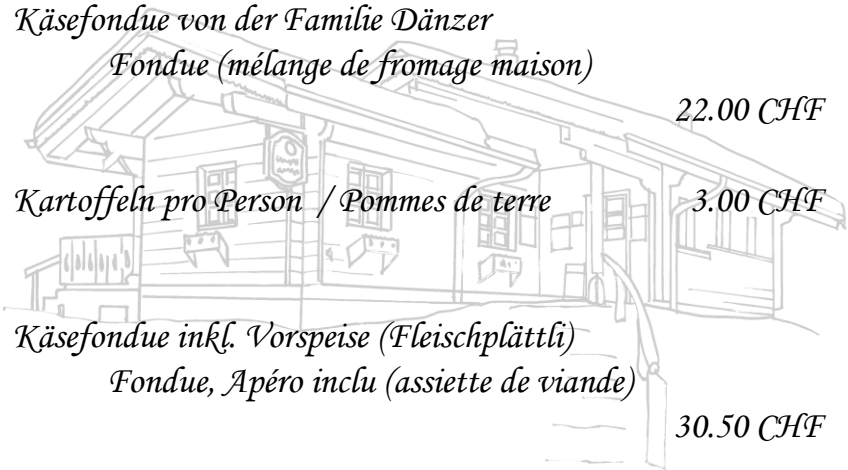 Käsefondue von der Familie Dänzer
Fondue (mélange de fromage maison)
22.00 CHF
Kartoffeln pro Person / Pommes de terre 3.00 CHF
Käsefondue inkl. Vorspeise (Fleischplättli)
Fondue, Apéro inclu (assiette de viande)
30.50 CHF